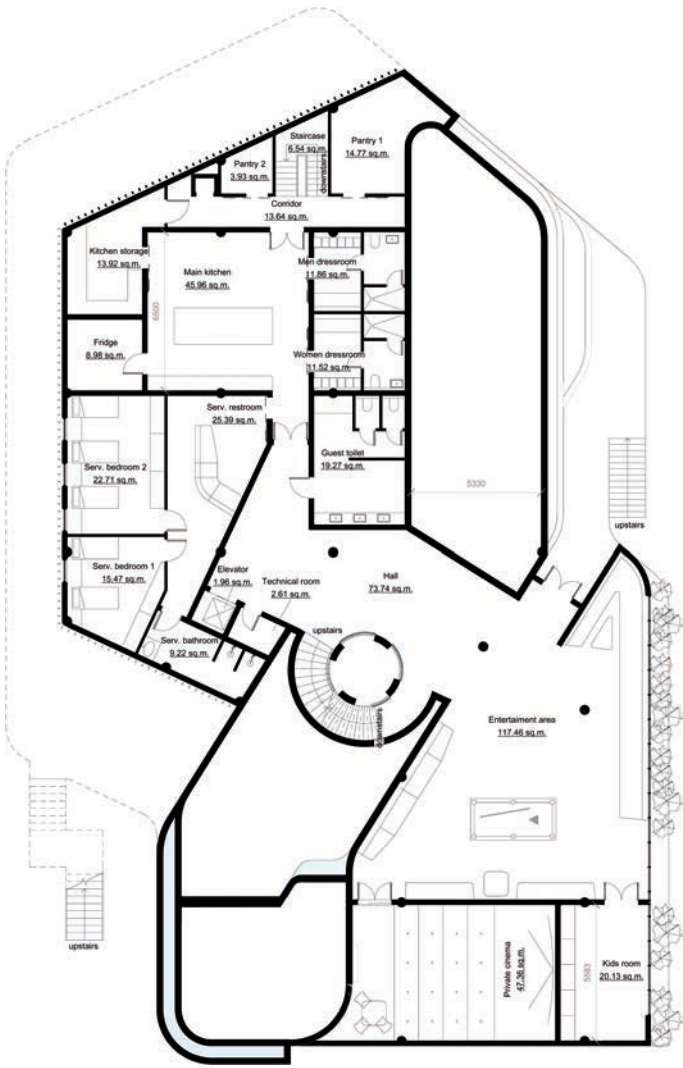 Staircase
6.54 sq.m.
downstairs
Pantry 1
14.77 sq.m.
Pantry 2
3.93 sq.m.
Corridor
13.64 sq.m.
Kitchen storage
13.92 sq.m.
Main kitchen
45.96 sq.m.
Men dressroom
11.86 sq.m.
6500
Fridge
8.98 sq.m.
Women dressroom
11.52 sq.m.
Serv. restroom
25.39 sq.m.
Serv. bedroom 2
22.71 sq.m.
Guest toilet
19.27 sq.m.
5330
upstairs
Serv. bedroom 1
15.47 sq.m.
Elevator
1.96 sq.m.
Technical room
2.61 sq.m.
Hall
73.74 sq.m.
Serv. bathroom
9.22 sq.m.
upstairs
downstairs
Entertaiment area
117.46 sq.m.
upstairs
Private cinema
47.36 sq.m.
5563
Kids room
20.13 sq.m.